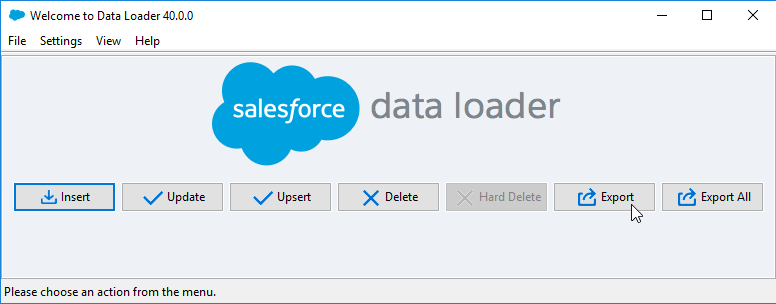 Welcome to Data Loader 40.0.0
File Settings View Help
salesforce data loader
Insert Update Upsert Delete Hard Delete Export Export All
Please choose an action from the menu.